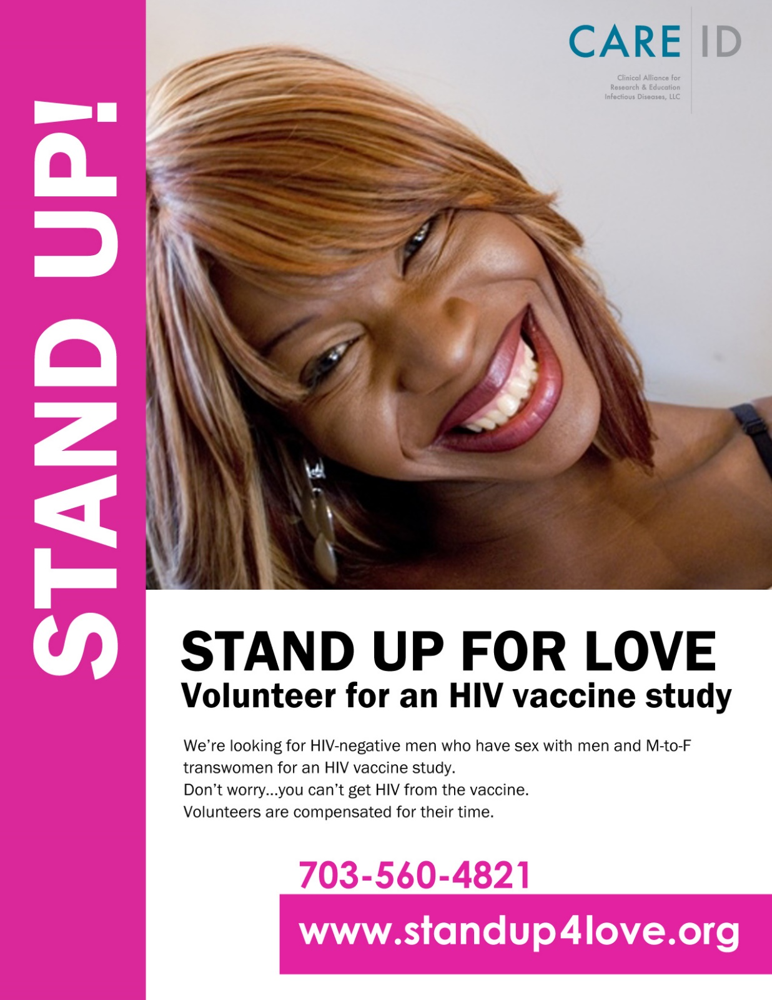 CARE ID
Clinical Alliance for
Research & Education
Infectious Diseases, LLC
STAND UP!
STAND UP FOR LOVE
Volunteer for an HIV vaccine study
We're looking for HIV-negative men who have sex with men and M-to-F
transwomen for an HIV vaccine study.
Don't worry...you can't get HIV from the vaccine.
Volunteers are compensated for their time.
703-560-4821
www.standup4love.org